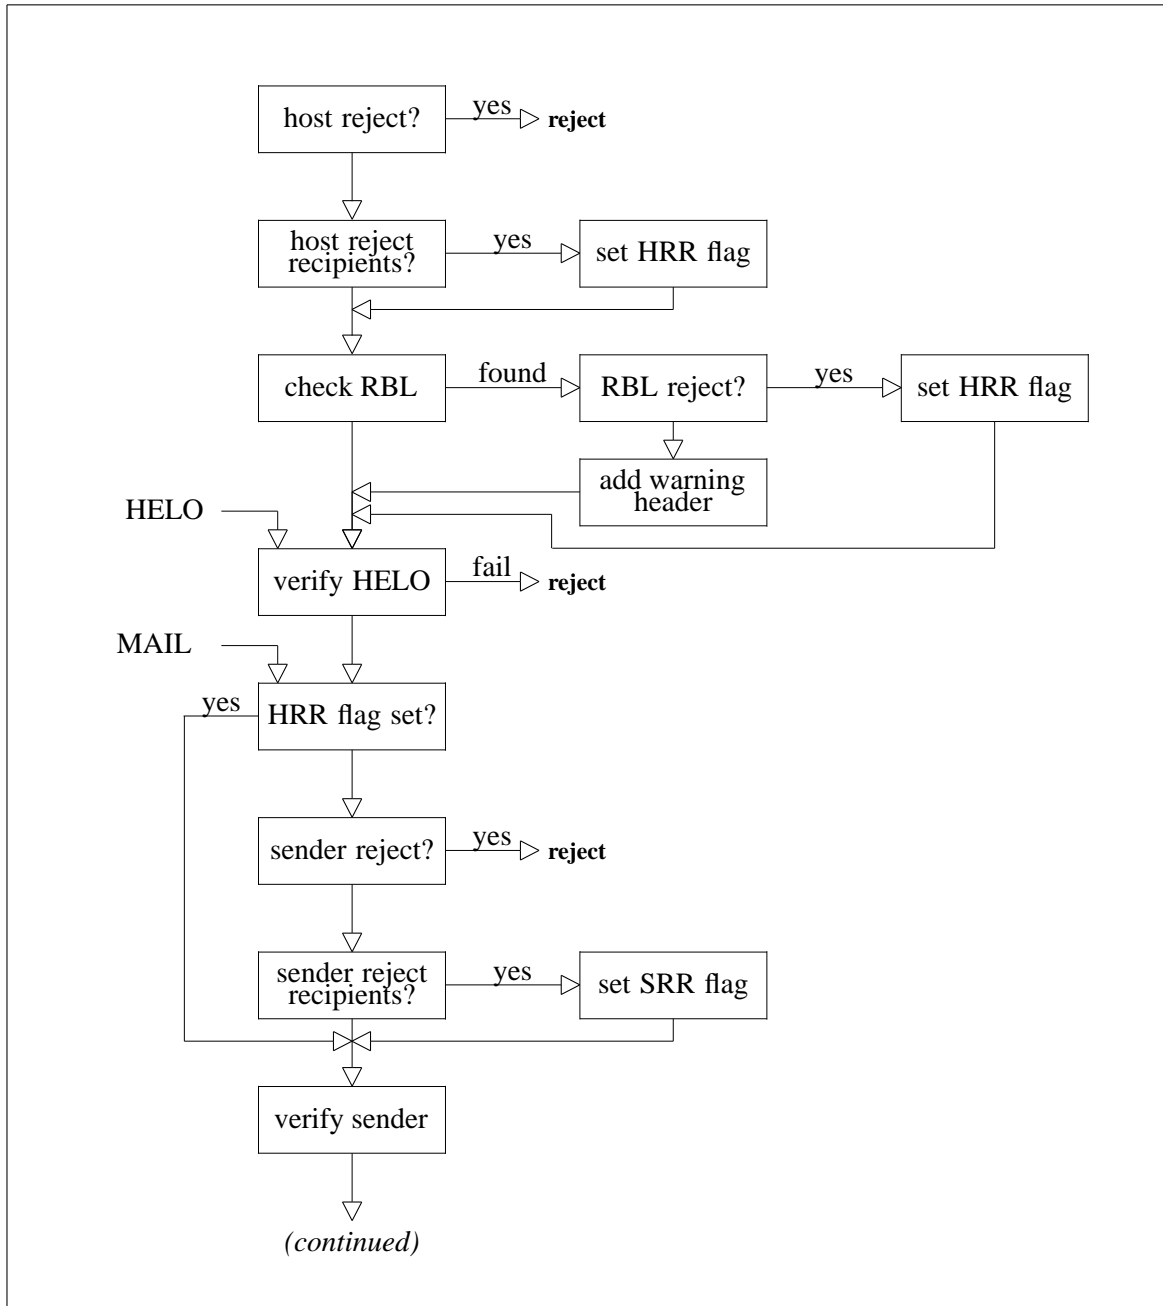 host reject?
yes
reject
host reject
recipients?
yes
set HRR flag
check RBL
found
RBL reject?
yes
set HRR flag
add warning
header
HELO
verify HELO
fail
reject
MAIL
yes
HRR flag set?
sender reject?
yes
reject
sender reject
recipients?
yes
set SRR flag
verify sender
(continued)